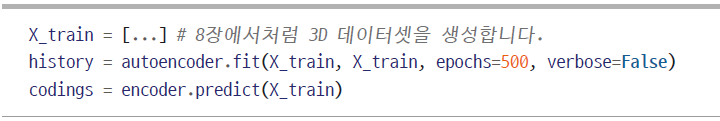 X_train = [...] # 8장에서처럼 3D 데이터셋을 생성합니다.
history = autoencoder.fit(X_train, X_train, epochs=500, verbose=False)
codings = encoder.predict(X_train)